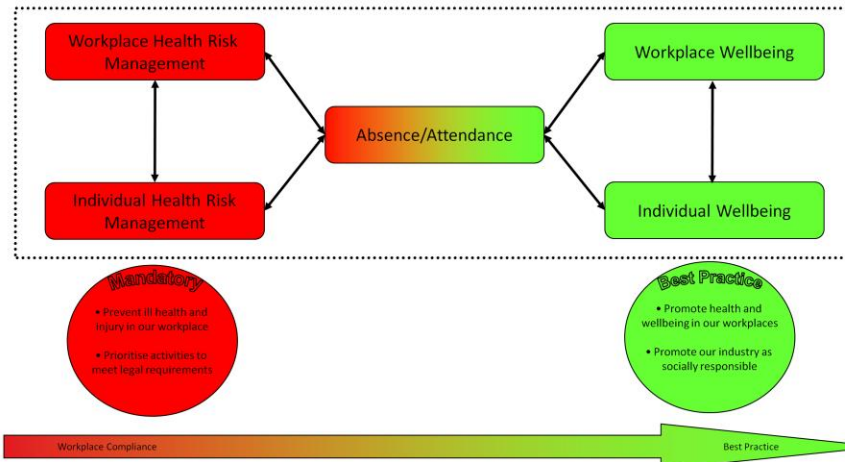 Workplace Health Risk
Management
Workplace Wellbeing
Absence/Attendance
Individual Health Risk
Management
Individual Wellbeing
Mandatory
• Prevent ill health and
injury in our workplace
• Prioritise activities to
meet legal requirements
Best Practice
• Promote health and
wellbeing in our workplaces
• Promote our industry as
socially responsible
Workplace Compliance
Best Practice